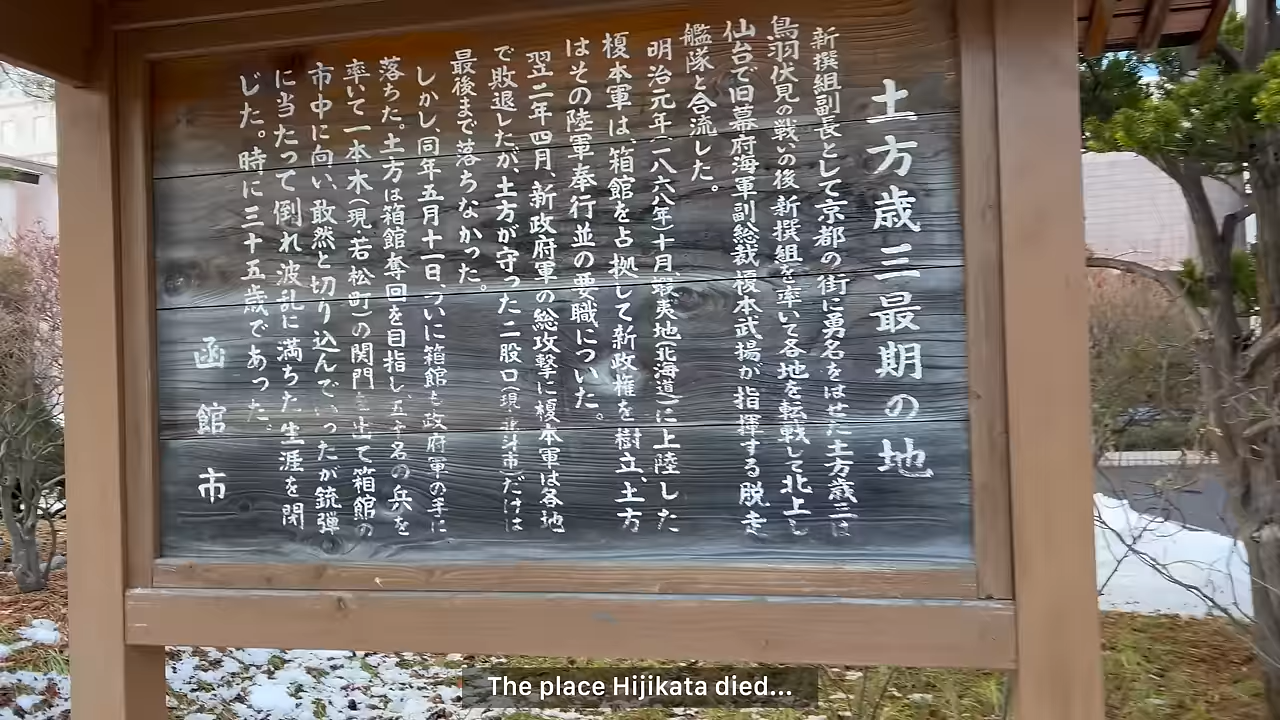 土方歳三最期の地
新撰組副長として京都の街に勇名をはせた土方歳三は
鳥羽伏見の戦いの後新撰組を率いて各地を転戦して北上し
仙台で旧幕府海軍副総裁榎本武揚が指揮する脱走
艦隊と合流した。
明治元年(一八六八年)十月、蝦夷地(北海道)に上陸した
榎本軍は、箱館を占拠して新政権を樹立、土方
はその陸軍奉行並の要職についた。
翌二年四月、新政府軍の総攻撃に榎本軍は各地
で敗退したが、土方が守った二股口(現北斗市)だけは
最後まで落ちなかった。
しかし、同年五月十一日、ついに箱館も政府軍の手に
落ちた。土方は箱館奪回を目指し、五十名の兵を
率いて一本木(現若松町)の関門を出て箱館の
市中に向い、敢然と切り込んでいったが銃弾
に当たって倒れ波乱に満ちた生涯を閉
じた。時に三十五歳であった。
函館市
The place Hijikata died...